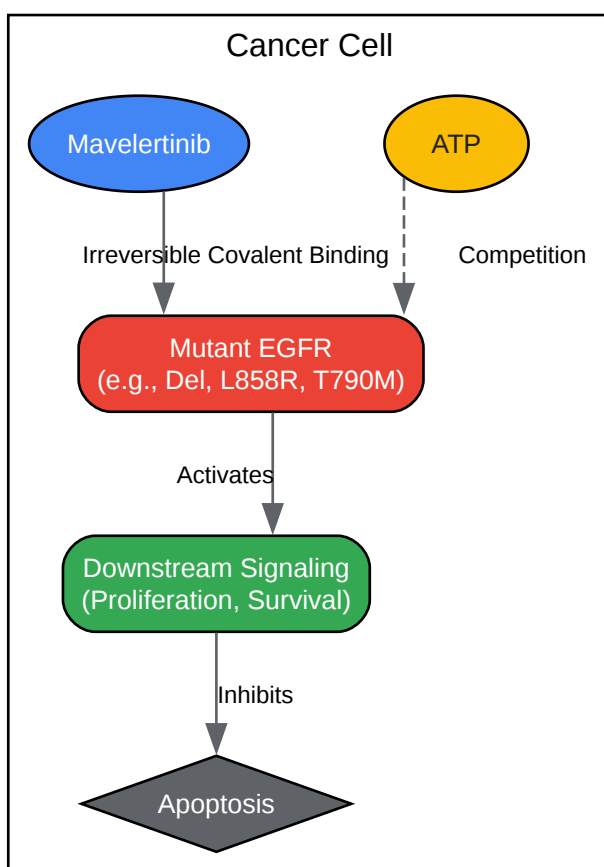 Cancer Cell
Mavelertinib
ATP
Irreversible Covalent Binding
Competition
Mutant EGFR
(e.g., Del, L858R, T790M)
Activates
Downstream Signaling
(Proliferation, Survival)
Inhibits
Apoptosis